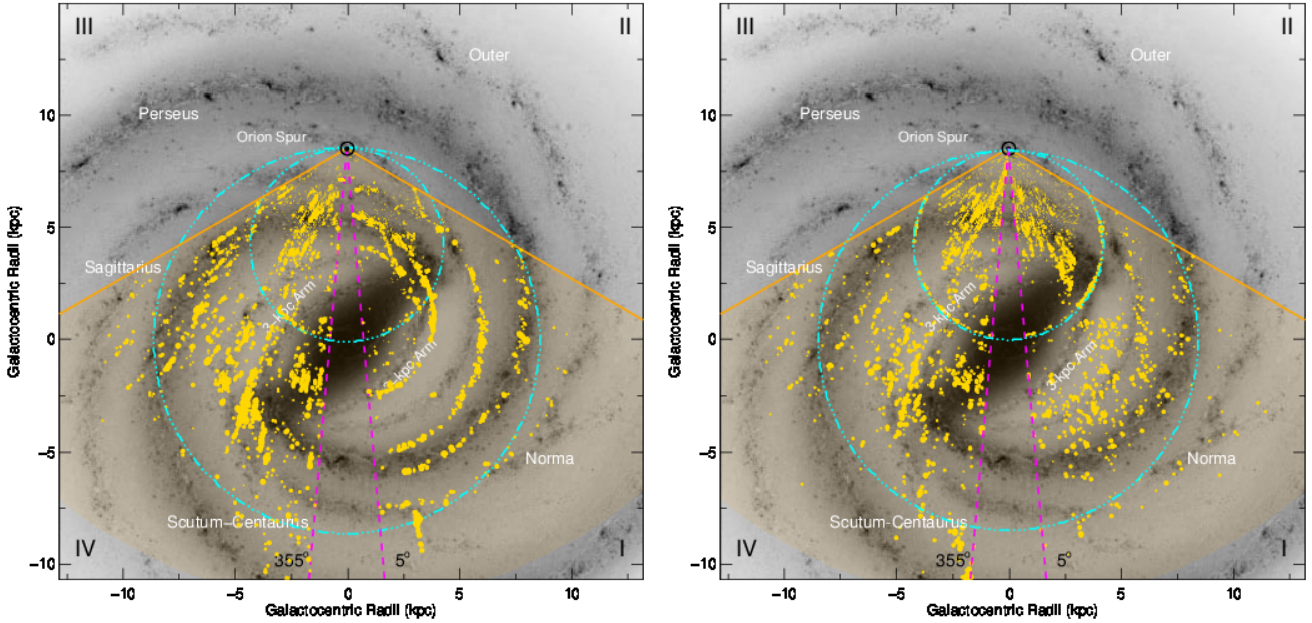 III
II
Outer
Perseus
Orion Spur
Sagittarius
3-kpc Arm
3-kpc Arm
Norma
Scutum-Centaurus
IV
355°
5°
I
10
5
0
−5
−10
−10
−5
0
5
10
Galactocentric Radii (kpc)
Galactocentric Radii (kpc)
III
II
Outer
Perseus
Orion Spur
Sagittarius
3-kpc Arm
3-kpc Arm
Norma
Scutum-Centaurus
IV
355°
5°
I
10
5
0
−5
−10
−10
−5
0
5
10
Galactocentric Radii (kpc)
Galactocentric Radii (kpc)